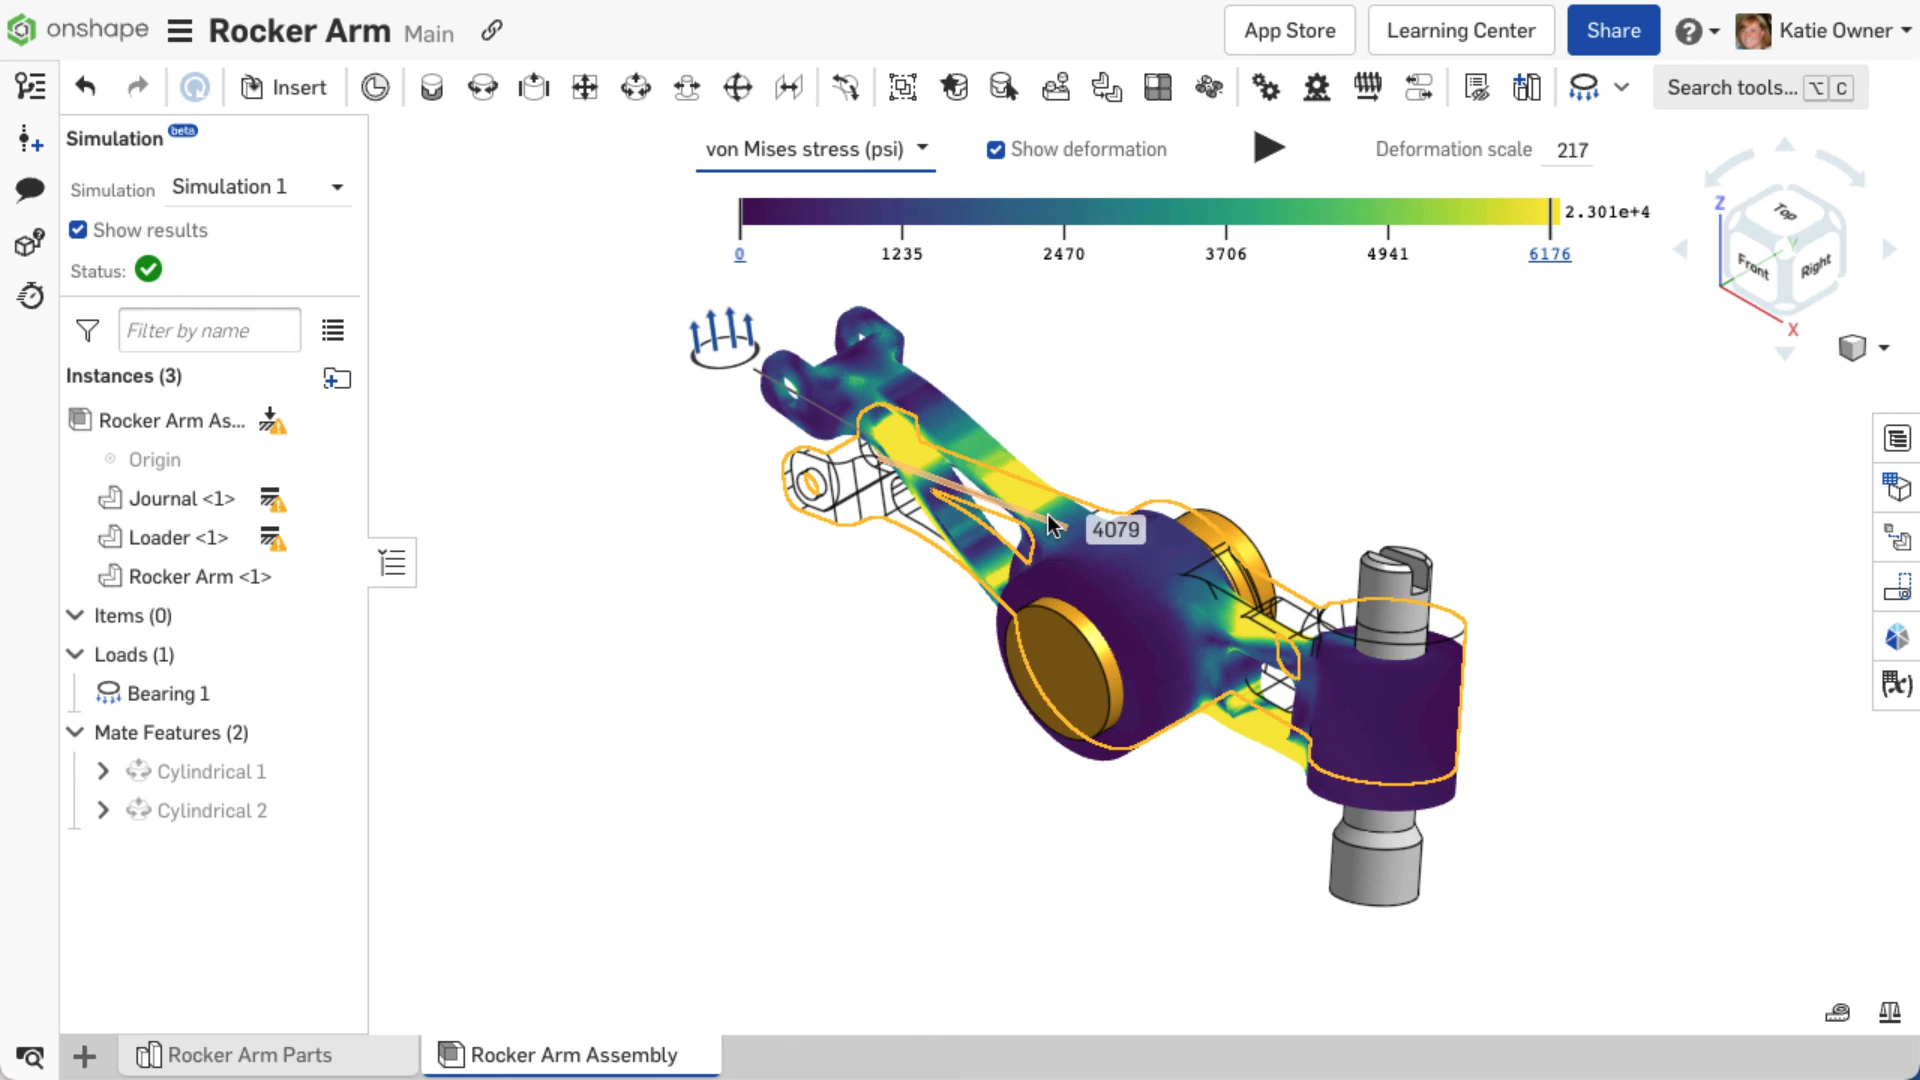 onshape Rocker Arm Main App Store Learning Center Share Katie Owner
Insert Search tools... ⌥ C
Simulation beta
Simulation Simulation 1
Show results
Status:
Filter by name
Instances (3)
Rocker Arm As...
Origin
Journal <1>
Loader <1>
Rocker Arm <1>
Items (0)
Loads (1)
Bearing 1
Mate Features (2)
Cylindrical 1
Cylindrical 2
von Mises stress (psi) Show deformation Deformation scale 217
2.301e+4
0 1235 2470 3706 4941 6176
4079
Z
Top
Front
Right
X
Rocker Arm Parts
Rocker Arm Assembly